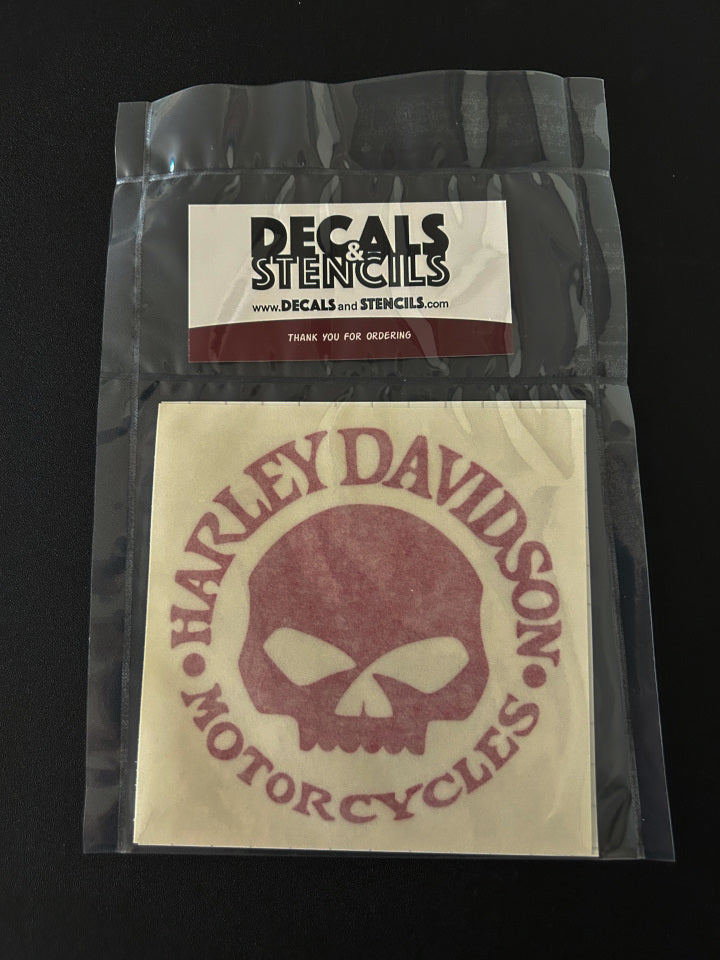 DECALS
&
STENCILS
www.DECALS and STENCILS.com
THANK YOU FOR ORDERING
HARLEY DAVIDSON
• MOTORCYCLES •